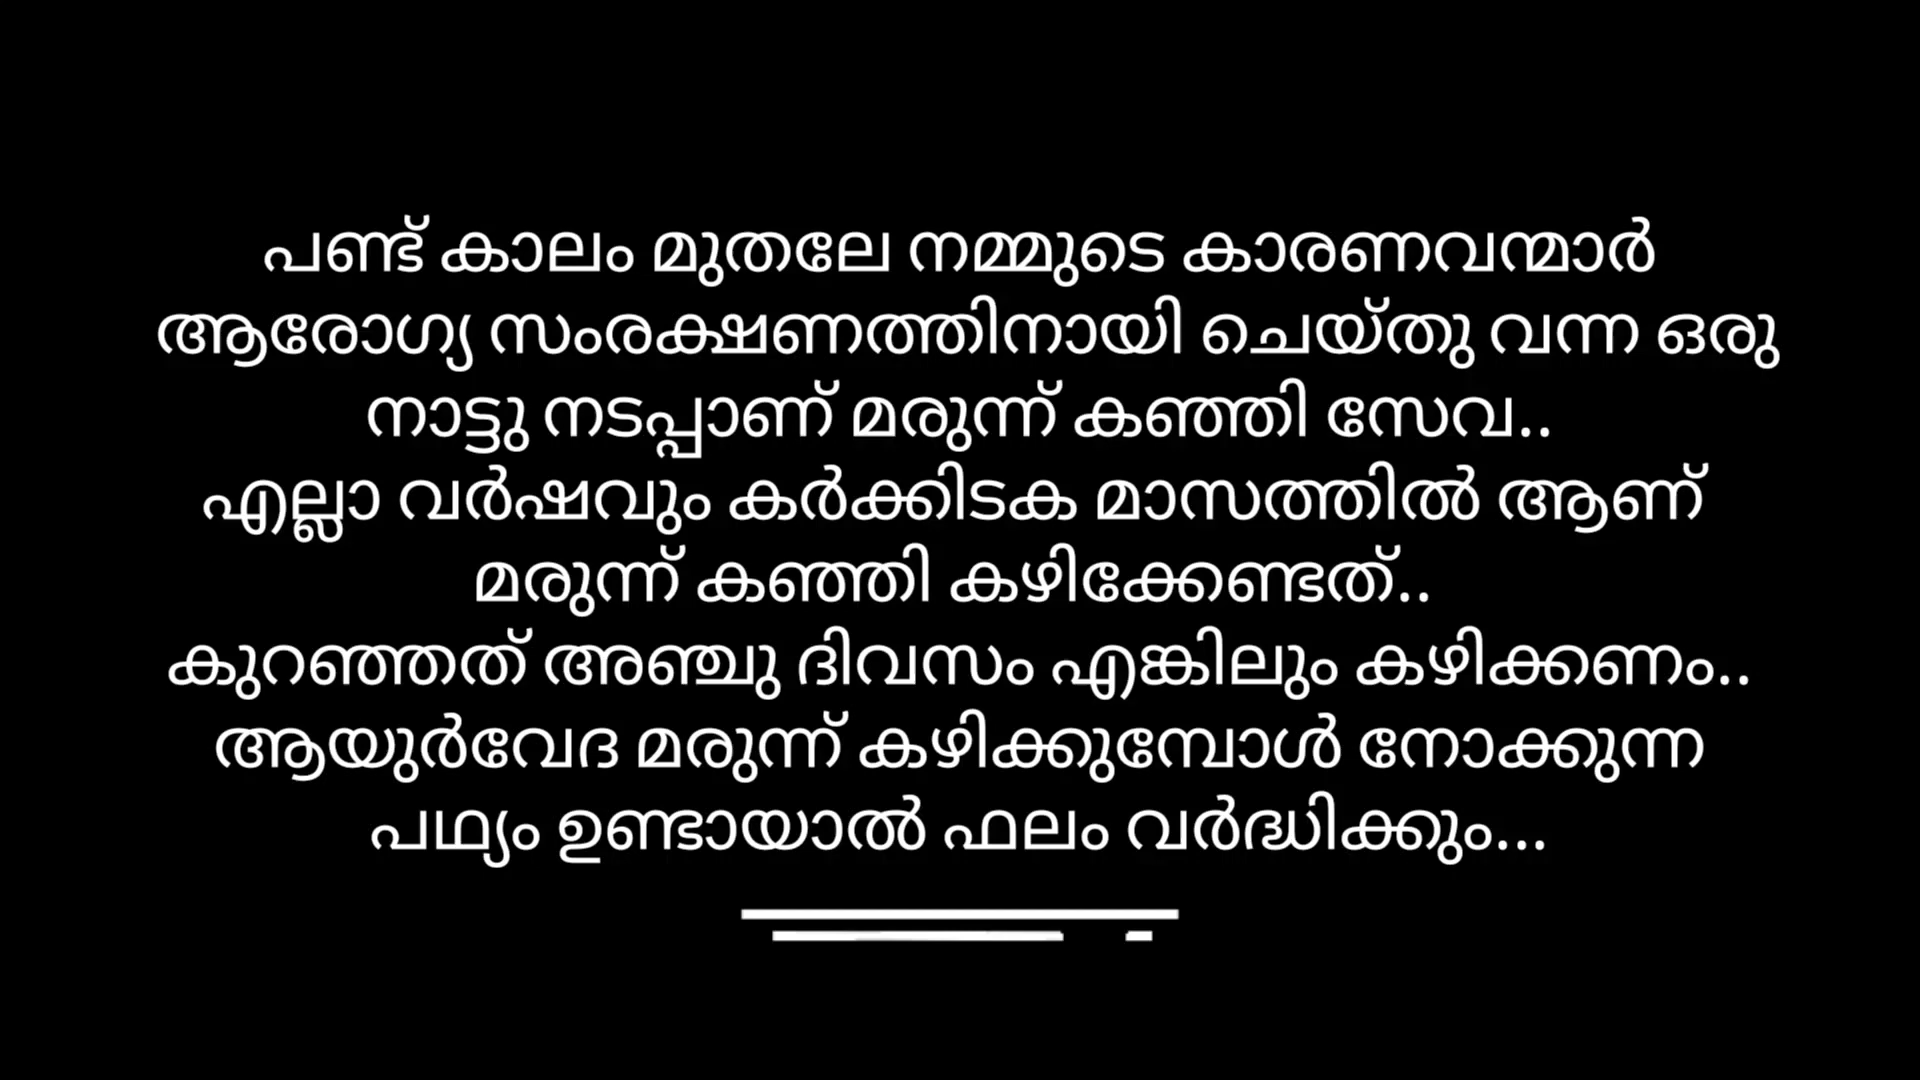 പണ്ട് കാലം മുതലേ നമ്മുടെ കാരണവന്മാർ
ആരോഗ്യ സംരക്ഷണത്തിനായി ചെയ്തു വന്ന ഒരു
നാട്ടു നടപ്പാണ് മരുന്ന് കഞ്ഞി സേവ..
എല്ലാ വർഷവും കർക്കിടക മാസത്തിൽ ആണ്
മരുന്ന് കഞ്ഞി കഴിക്കേണ്ടത്..
കുറഞ്ഞത് അഞ്ചു ദിവസം എങ്കിലും കഴിക്കണം..
ആയുർവേദ മരുന്ന് കഴിക്കുമ്പോൾ നോക്കുന്ന
പഥ്യം ഉണ്ടായാൽ ഫലം വർദ്ധിക്കും...